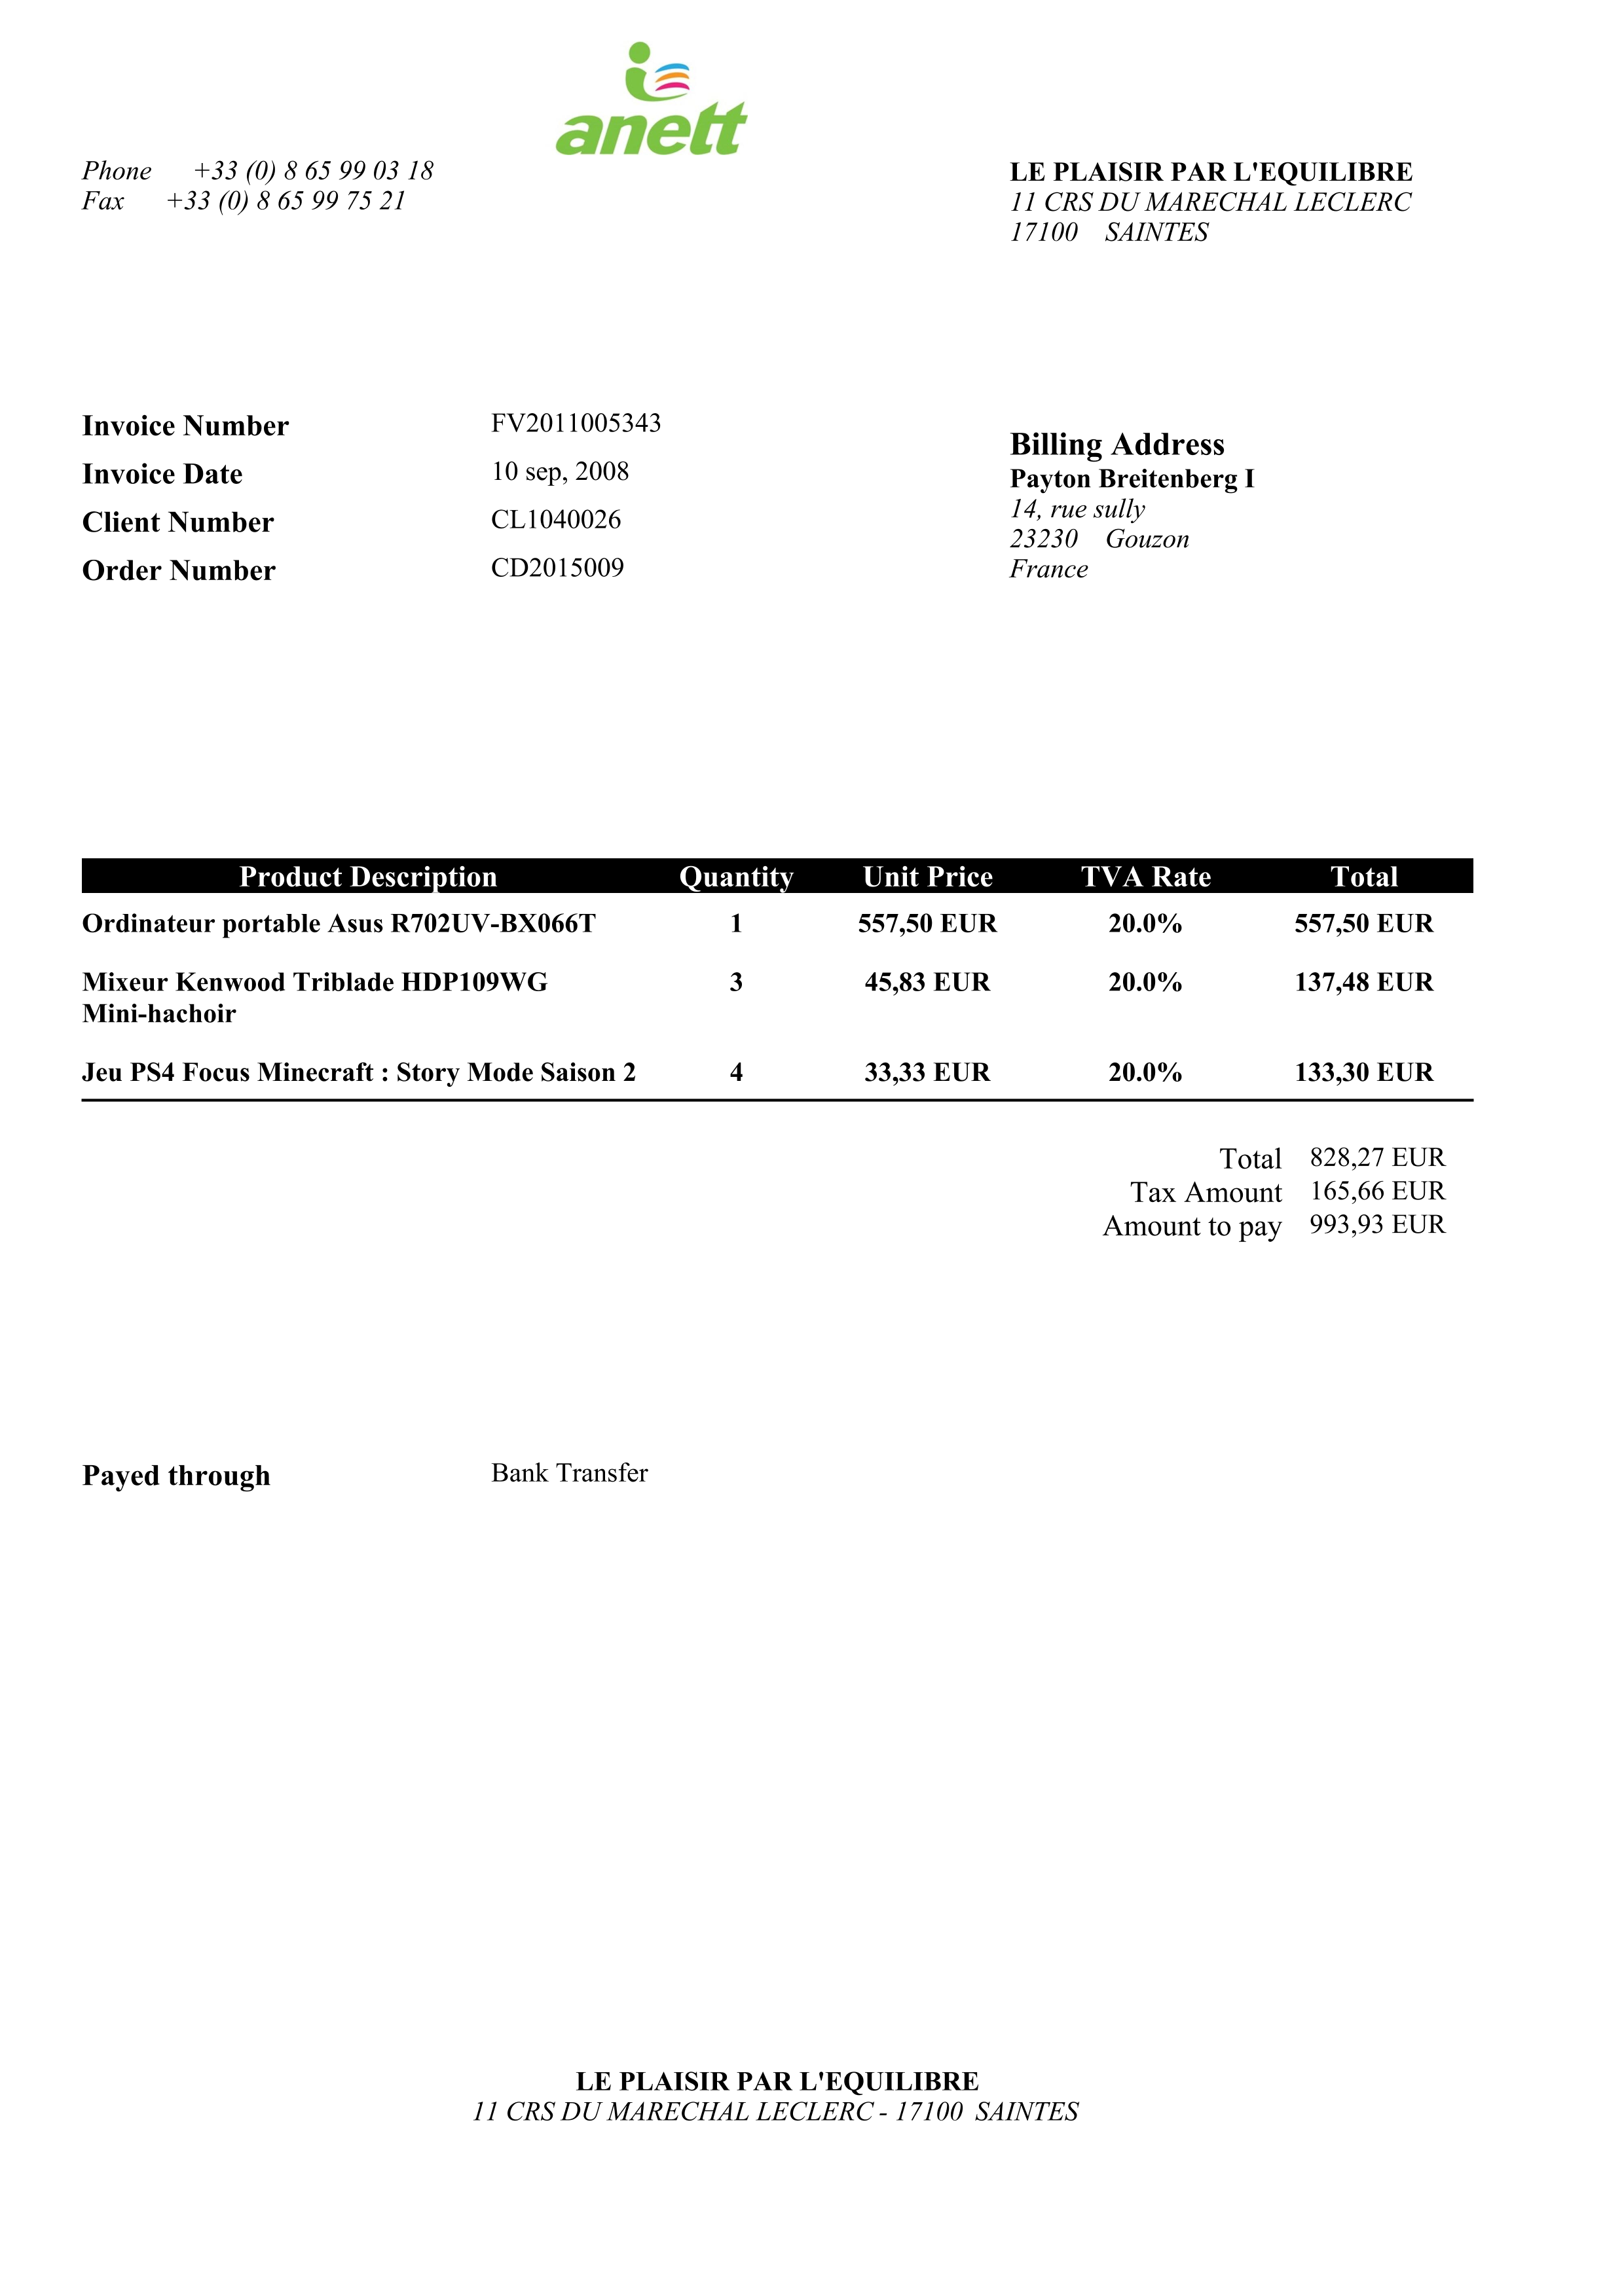 anett
Phone +33 (0) 8 65 99 03 18
Fax +33 (0) 8 65 99 75 21
LE PLAISIR PAR L'EQUILIBRE
11 CRS DU MARECHAL LECLERC
17100 SAINTES
Invoice Number FV2011005343
Invoice Date 10 sep, 2008
Client Number CL1040026
Order Number CD2015009
Billing Address
Payton Breitenberg I
14, rue sully
23230 Gouzon
France
Product Description Quantity Unit Price TVA Rate Total
Ordinateur portable Asus R702UV-BX066T 1 557,50 EUR 20.0% 557,50 EUR
Mixeur Kenwood Triblade HDP109WG 3 45,83 EUR 20.0% 137,48 EUR
Mini-hachoir
Jeu PS4 Focus Minecraft : Story Mode Saison 2 4 33,33 EUR 20.0% 133,30 EUR
Total 828,27 EUR
Tax Amount 165,66 EUR
Amount to pay 993,93 EUR
Payed through Bank Transfer
LE PLAISIR PAR L'EQUILIBRE
11 CRS DU MARECHAL LECLERC - 17100 SAINTES